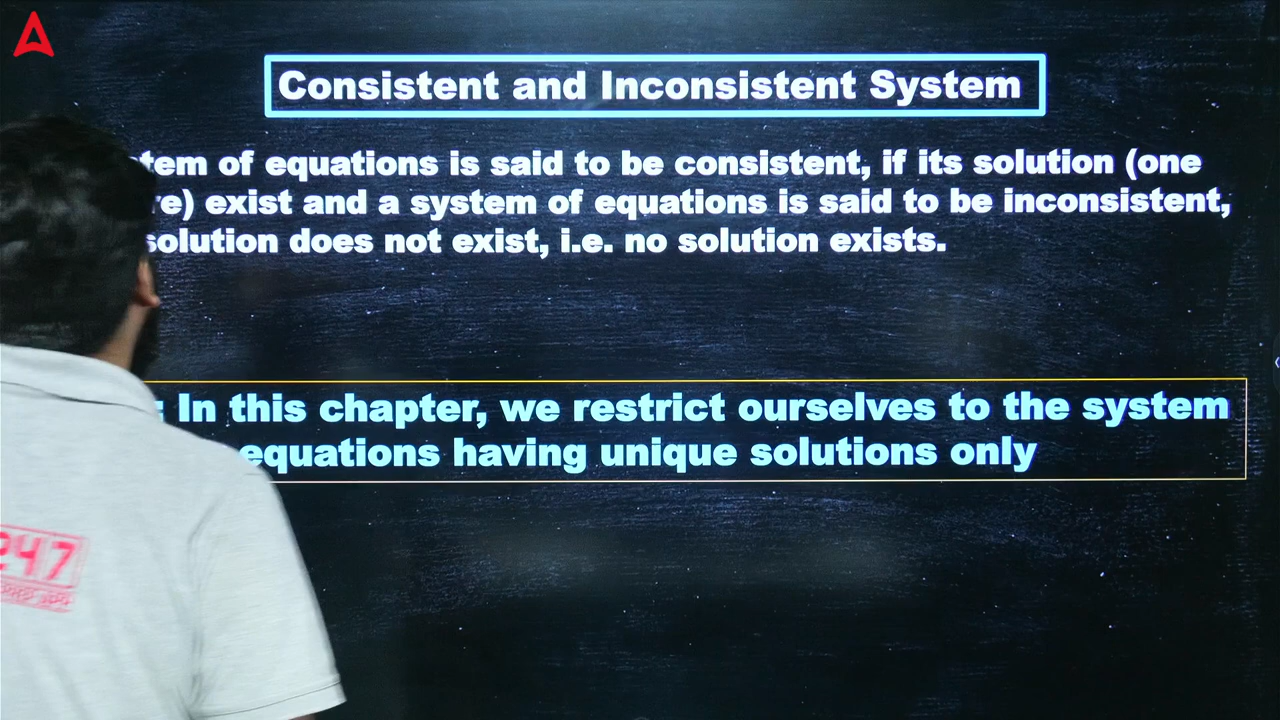 Consistent and Inconsistent System
tem of equations is said to be consistent, if its solution (one
re) exist and a system of equations is said to be inconsistent,
solution does not exist, i.e. no solution exists.
: In this chapter, we restrict ourselves to the system
equations having unique solutions only
247